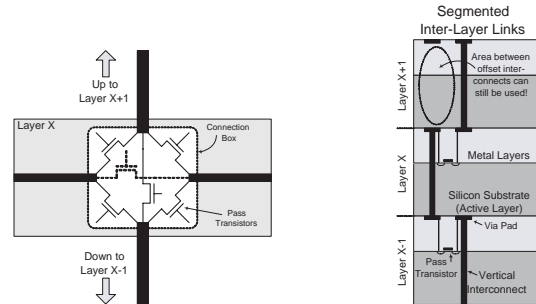 Up to
Layer X+1
Layer X
Connection
Box
Pass
Transistors
Down to
Layer X-1
Segmented
Inter-Layer Links
Layer X+1
Area between
offset inter-
connects can
still be used!
Layer X
Metal Layers
Silicon Substrate
(Active Layer)
Layer X-1
Via Pad
Pass
Transistor
Vertical
Interconnect